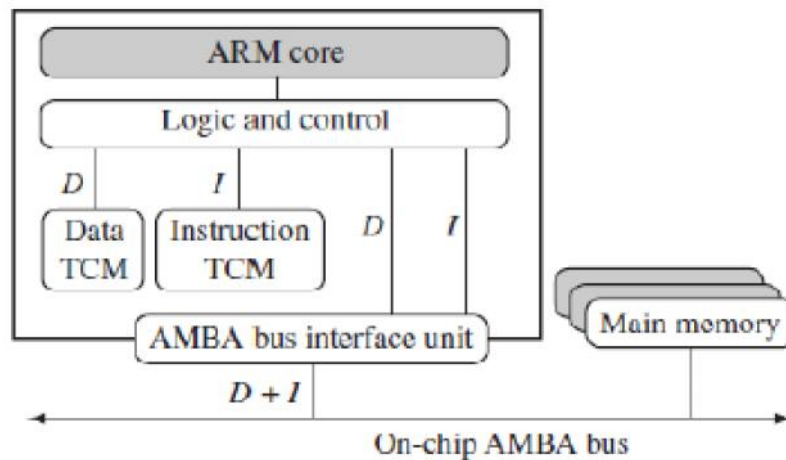 ARM core
Logic and control
D
I
D
I
Data
TCM
Instruction
TCM
Main memory
AMBA bus interface unit
D + I
On-chip AMBA bus